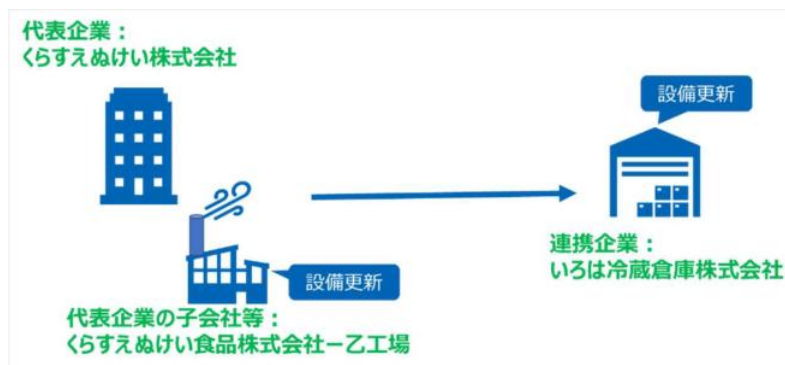 代表企業：
くらすえぬけい株式会社
設備更新
設備更新
連携企業：
いろは冷蔵倉庫株式会社
代表企業の子会社等：
くらすえぬけい食品株式会社ー乙工場